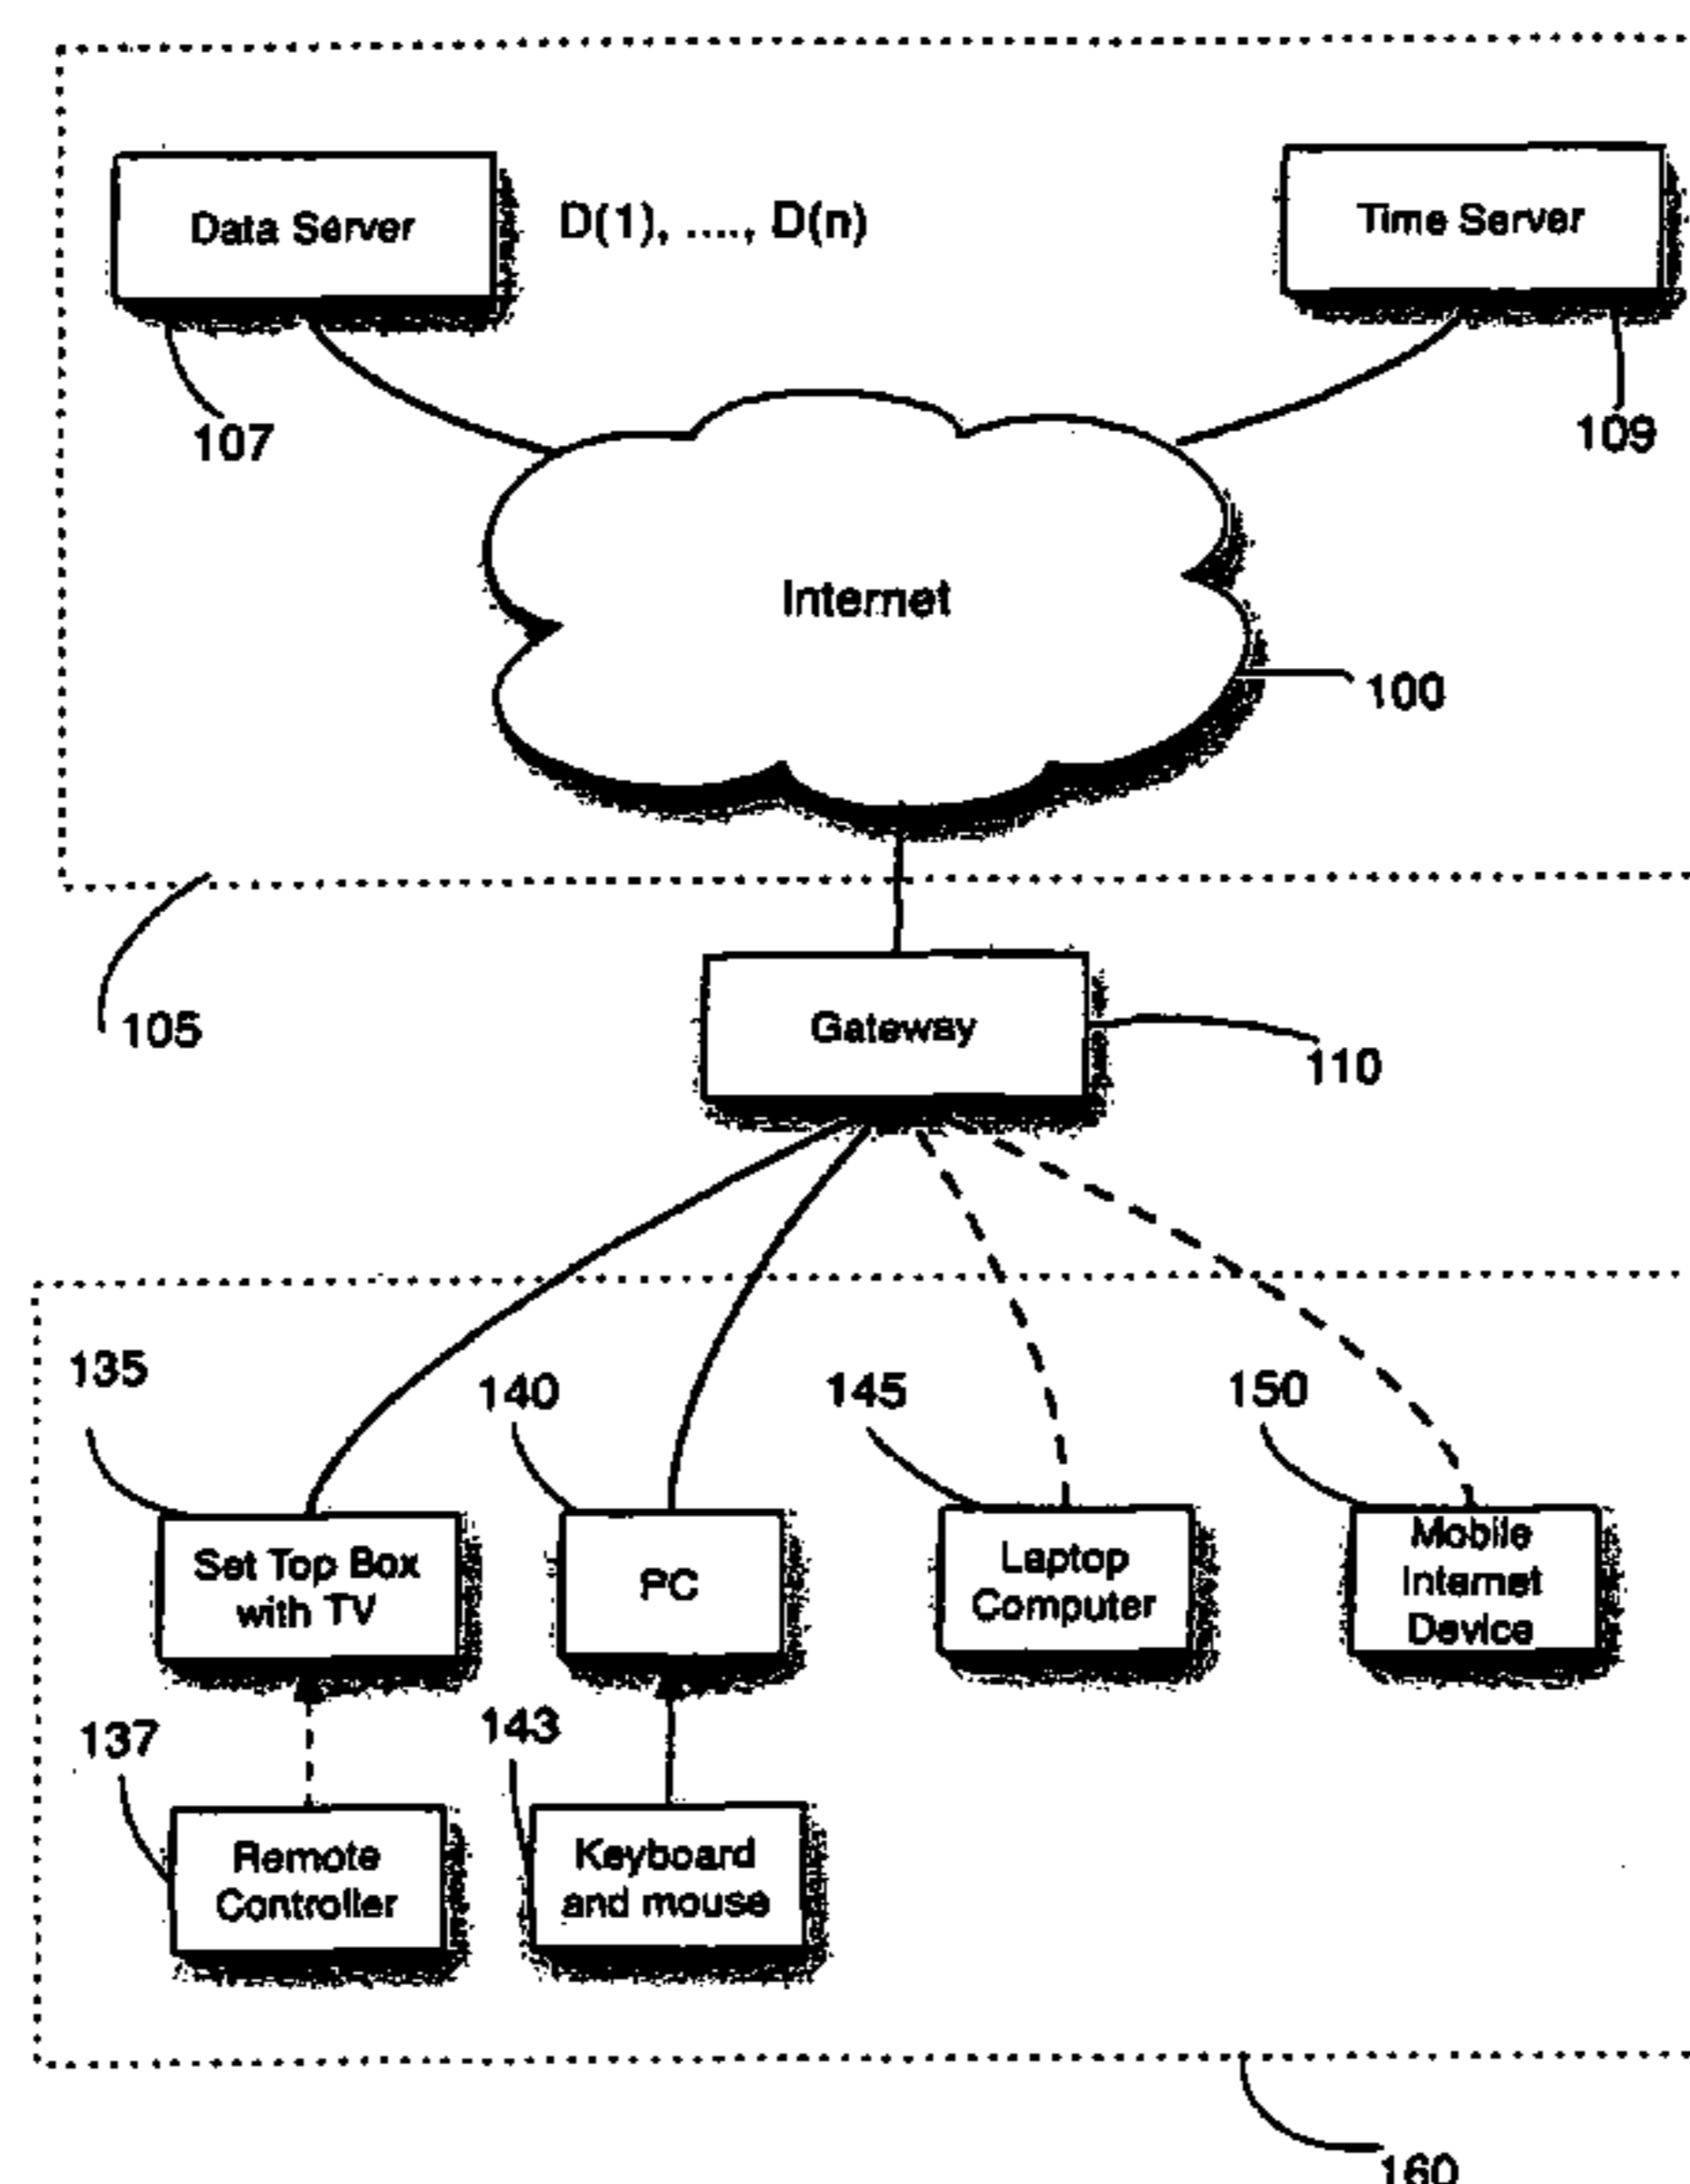 Data Server
D(1), ...., D(n)
Time Server
107
109
Internet
100
105
Gateway
110
135
140
145
150
Set Top Box
with TV
PC
Laptop
Computer
Mobile
Internet
Device
137
143
Remote
Controller
Keyboard
and mouse
160